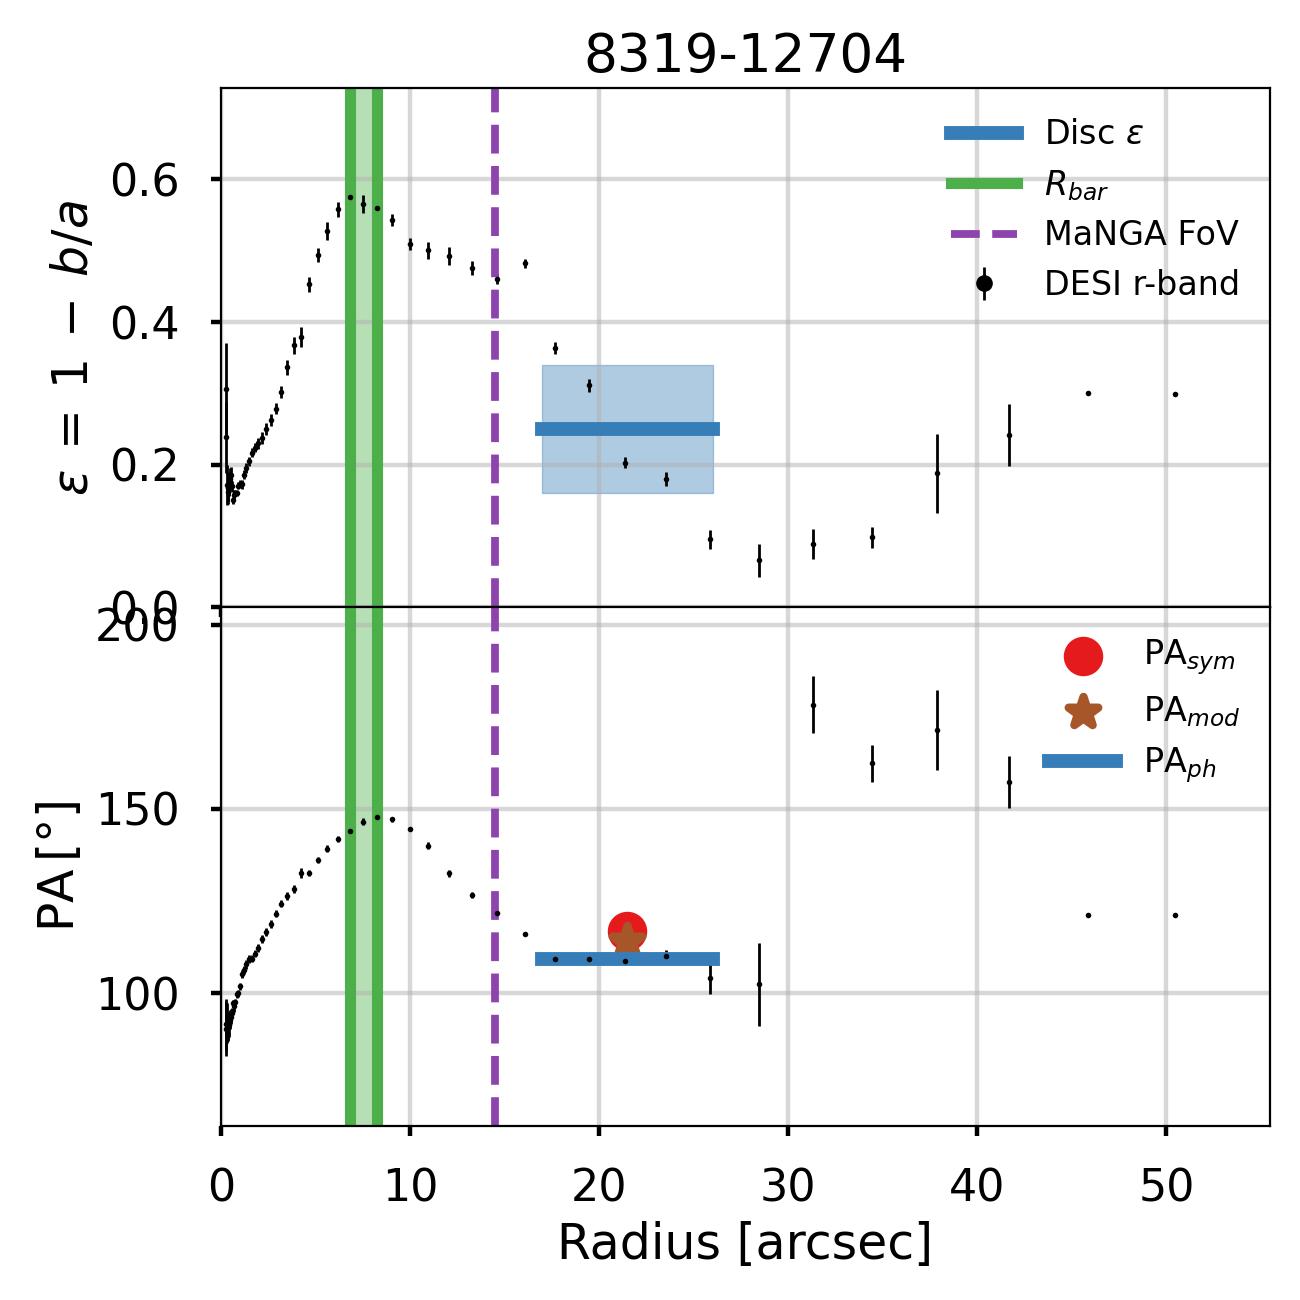 8319-12704
ε = 1 − b/a
0.6
0.4
0.2
0.0
Disc ε
R_bar
MaNGA FoV
DESI r-band
PA [°]
200
150
100
PA_sym
PA_mod
PA_ph
0 10 20 30 40 50
Radius [arcsec]